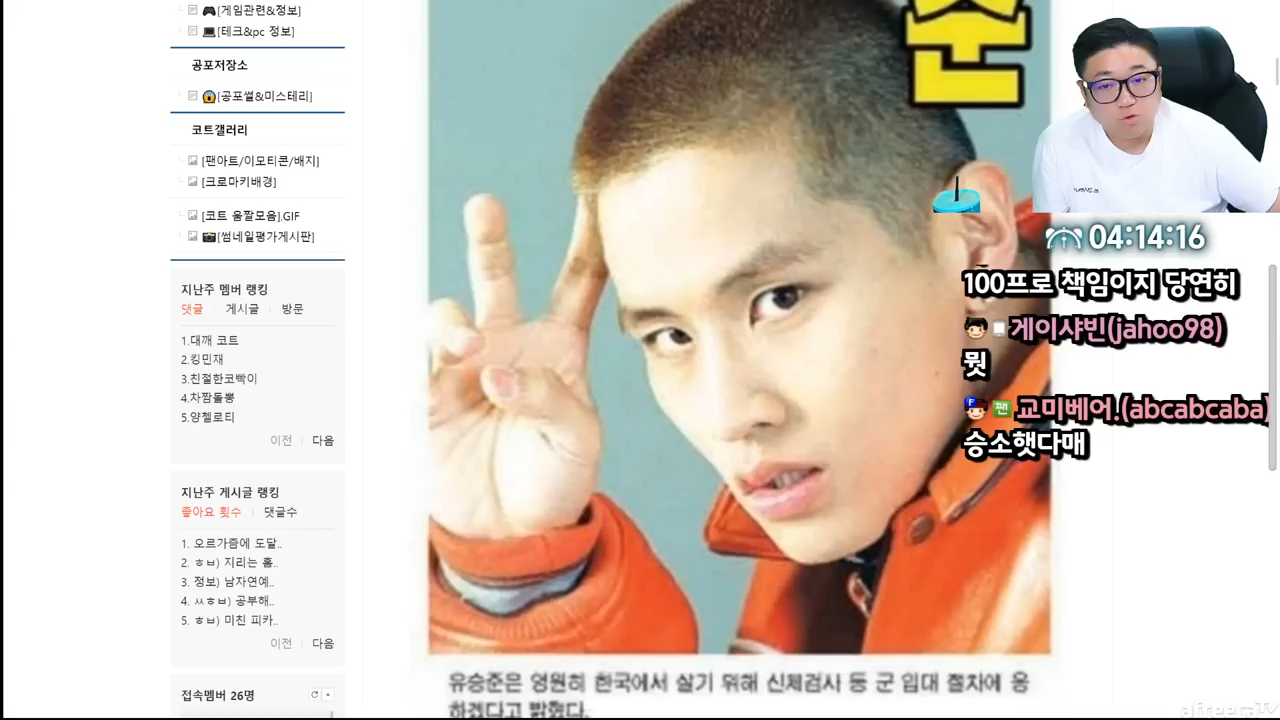 [게임관련&정보]
[테크&pc 정보]
공포저장소
[공포썰&미스테리]
코트갤러리
[팬아트/이모티콘/배지]
[크로마키배경]
[코트 움짤모음].GIF
[썸네일평가게시판]
지난주 멤버 랭킹
댓글 게시글 방문
1.대깨 코트
2.킹민재
3.친절한코빡이
4.차짬돌뽕
5.양첼로티
이전 다음
지난주 게시글 랭킹
좋아요 횟수 댓글수
1. 오르가즘에 도달..
2. ㅎㅂ) 지리는 홈..
3. 정보) 남자연예..
4. ㅆㅎㅂ) 공부해..
5. ㅎㅂ) 미친 피카..
이전 다음
접속멤버 26명
준
유승준은 영원히 한국에서 살기 위해 신체검사 등 군 입대 절차에 응
하겠다고 밝혔다.
04:14:16
100프로 책임이지 당연히
게이샤빈(jahoo98)
뭣
F 팬 교미베어.(abcabcaba)
승소햇다매
afreecaTV